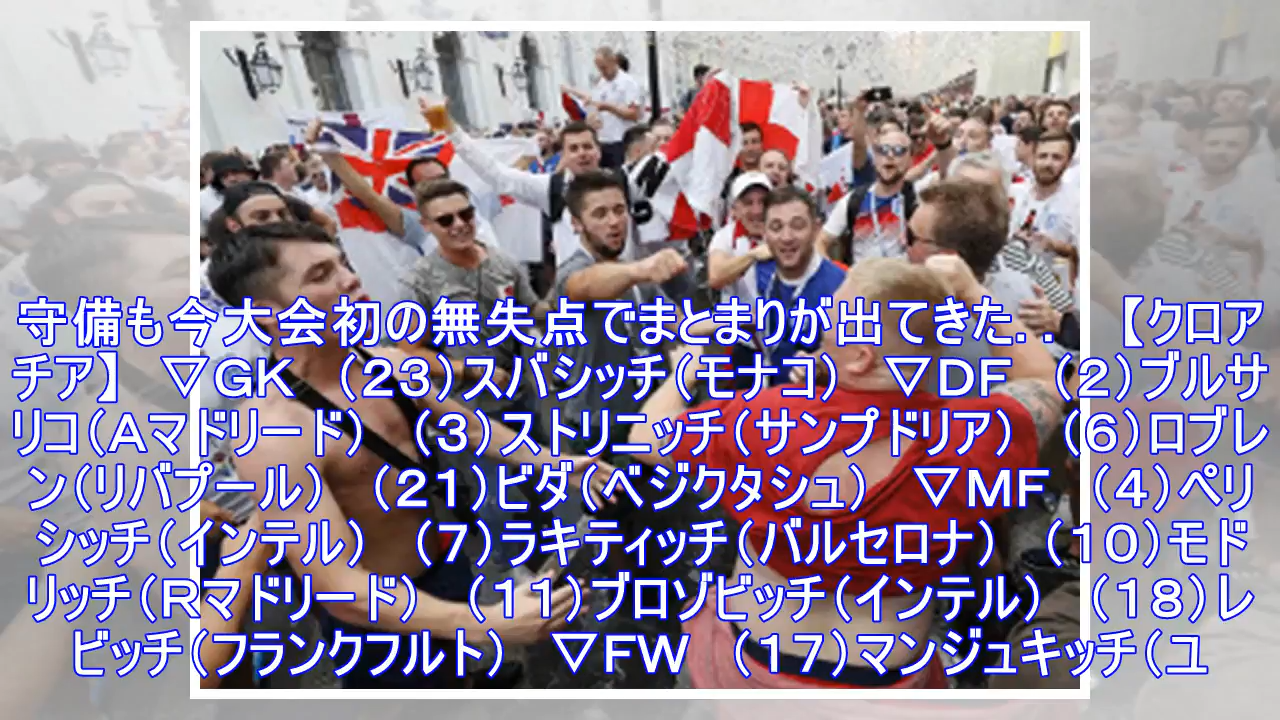 守備も今大会初の無失点でまとまりが出てきた．． 【クロア
チア】 ▽ＧＫ （２３）スバシッチ（モナコ） ▽ＤＦ （２）ブルサ
リコ（Ａマドリード） （３）ストリニッチ（サンプドリア） （６）ロブレ
ン（リバプール） （２１）ビダ（ベジクタシュ） ▽ＭＦ （４）ペリ
シッチ（インテル） （７）ラキティッチ（バルセロナ） （１０）モド
リッチ（Ｒマドリード） （１１）ブロゾビッチ（インテル） （１８）レ
ビッチ（フランクフルト） ▽ＦＷ （１７）マンジュキッチ（ユ